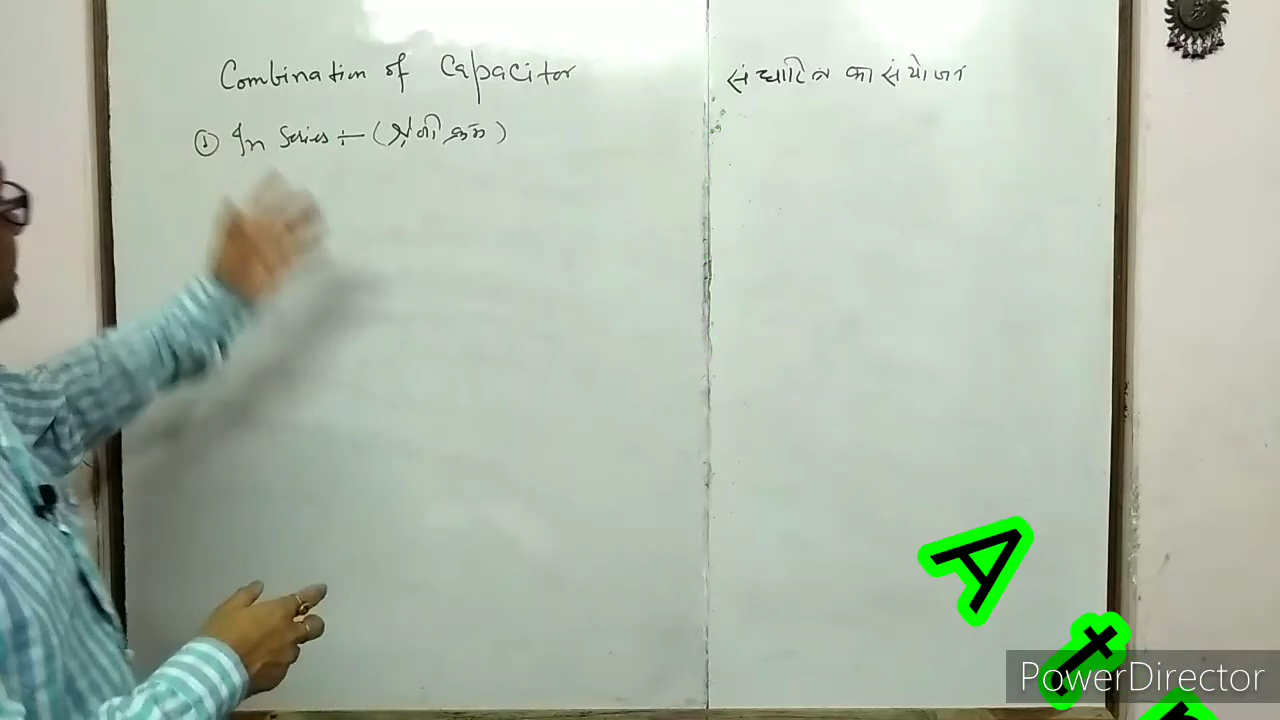 Combination of Capacitor
संधारित्र का संयोजन
① In Series :- (श्रेणी क्रम)
A
t
PowerDirector